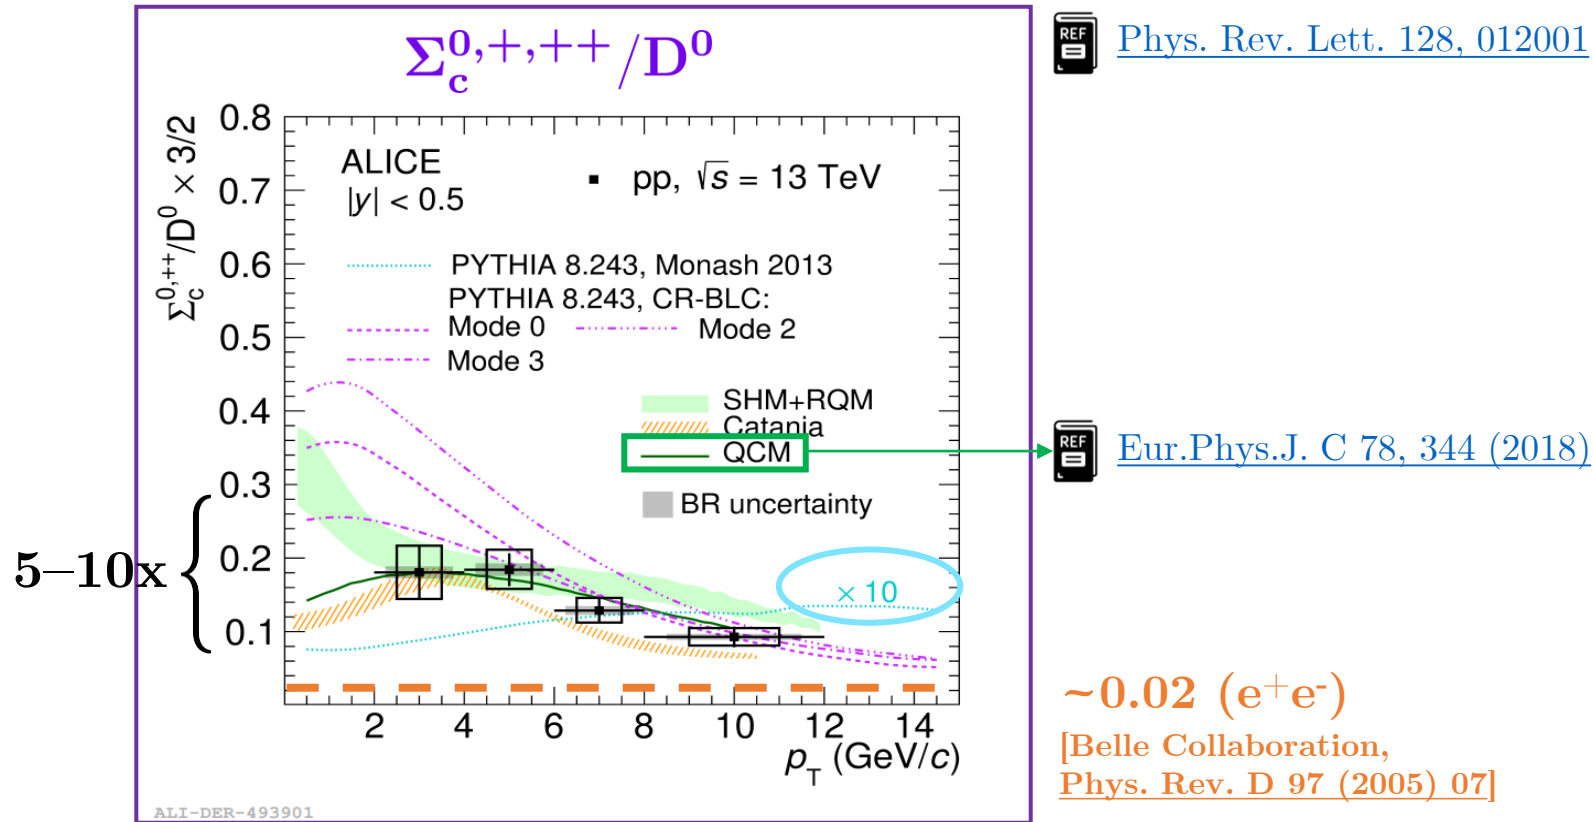 Σc0,+,++/D0
REF
Phys. Rev. Lett. 128, 012001
Σc0,++/D0 × 3/2
0.8
0.7
0.6
0.5
0.4
0.3
0.2
0.1
ALICE
|y| < 0.5
pp, √s = 13 TeV
PYTHIA 8.243, Monash 2013
PYTHIA 8.243, CR-BLC:
Mode 0
Mode 2
Mode 3
SHM+RQM
Catania
QCM
BR uncertainty
REF
Eur.Phys.J. C 78, 344 (2018)
5–10x
× 10
2 4 6 8 10 12 14
pT (GeV/c)
~0.02 (e+e-)
[Belle Collaboration,
Phys. Rev. D 97 (2005) 07]
ALI-DER-493901